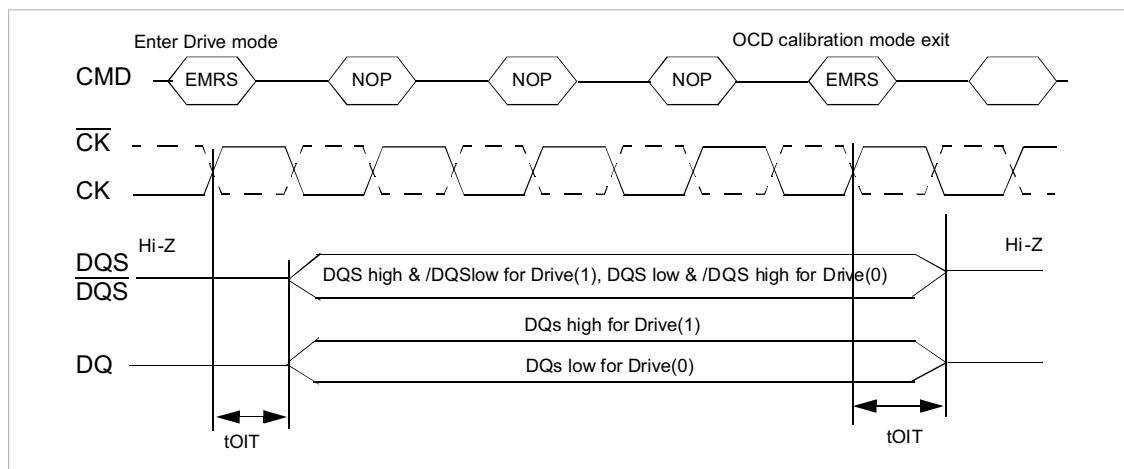 Enter Drive mode
OCD calibration mode exit
CMD
EMRS
NOP
NOP
NOP
EMRS
CK
CK
Hi-Z
Hi-Z
DQS
DQS
DQS high & /DQSlow for Drive(1), DQS low & /DQS high for Drive(0)
DQs high for Drive(1)
DQ
DQs low for Drive(0)
tOIT
tOIT